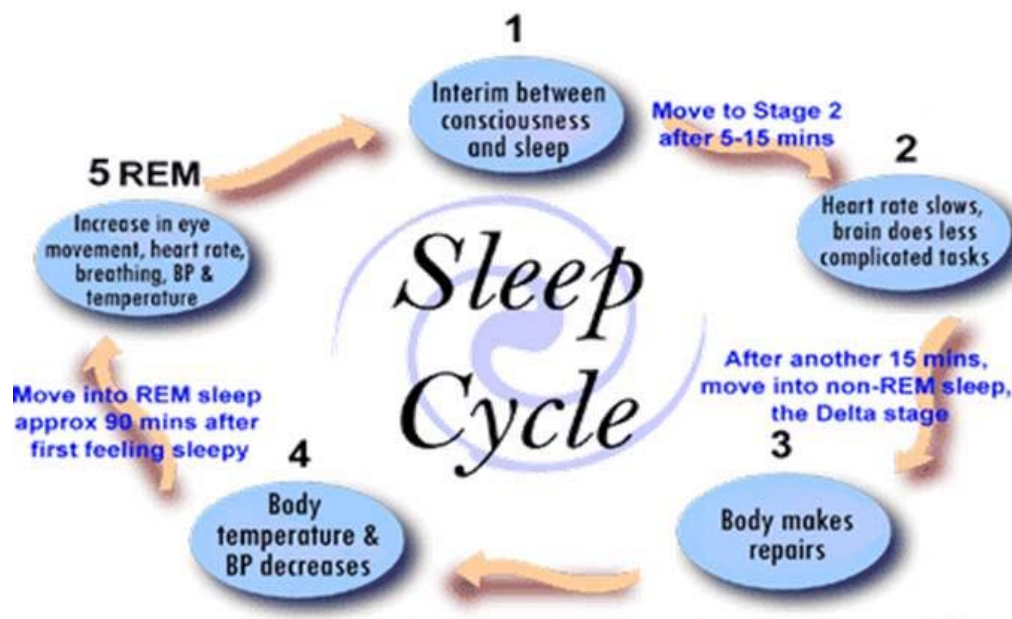 1
Interim between
consciousness
and sleep
Move to Stage 2
after 5-15 mins
2
Heart rate slows,
brain does less
complicated tasks
After another 15 mins,
move into non-REM sleep,
the Delta stage
3
Body makes
repairs
4
Body
temperature &
BP decreases
Move into REM sleep
approx 90 mins after
first feeling sleepy
5 REM
Increase in eye
movement, heart rate,
breathing, BP &
temperature
Sleep
Cycle